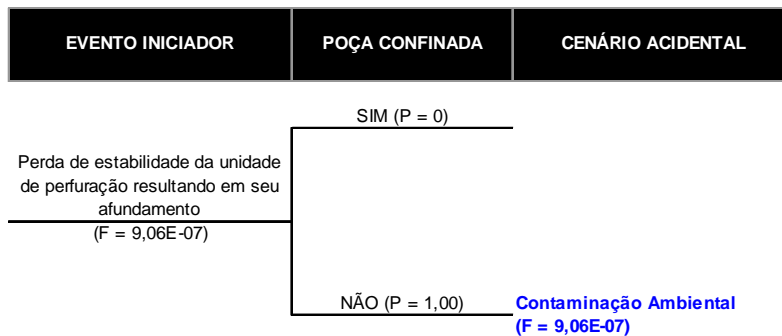 EVENTO INICIADOR
POÇA CONFINADA
CENÁRIO ACIDENTAL
SIM (P = 0)
Perda de estabilidade da unidade
de perfuração resultando em seu
afundamento
(F = 9,06E-07)
NÃO (P = 1,00)
Contaminação Ambiental
(F = 9,06E-07)